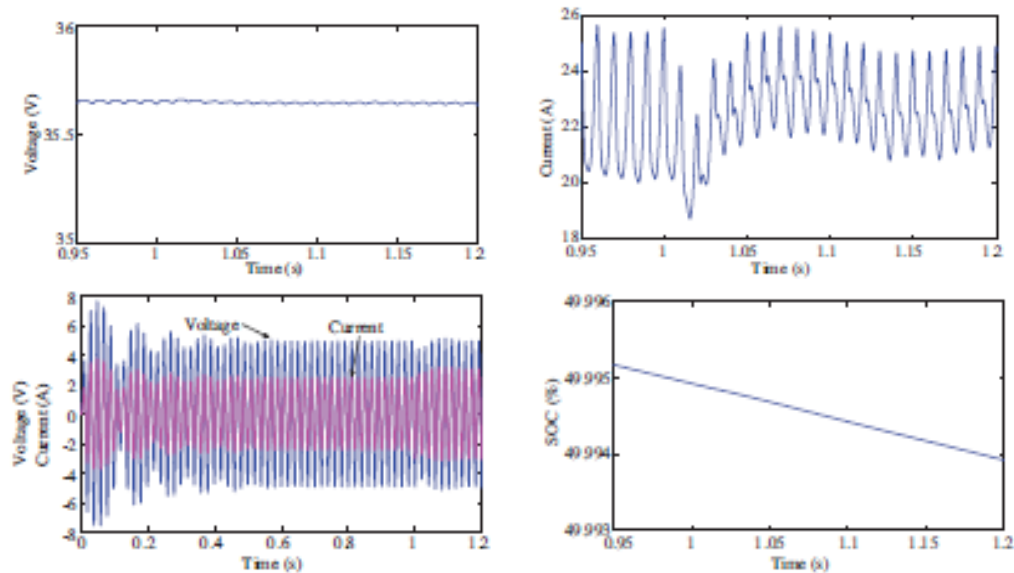 36
35.5
35
Voltage (V)
0.95 1 1.05 1.1 1.15 1.2
Time (s)
26
24
22
20
18
Current (A)
0.95 1 1.05 1.1 1.15 1.2
Time (s)
8
6
4
2
0
-2
-4
-6
-8
Voltage (V)
Current (A)
Voltage
Current
0 0.2 0.4 0.6 0.8 1 1.2
Time (s)
49.996
49.995
49.994
49.993
SOC (%)
0.95 1 1.05 1.1 1.15 1.2
Time (s)